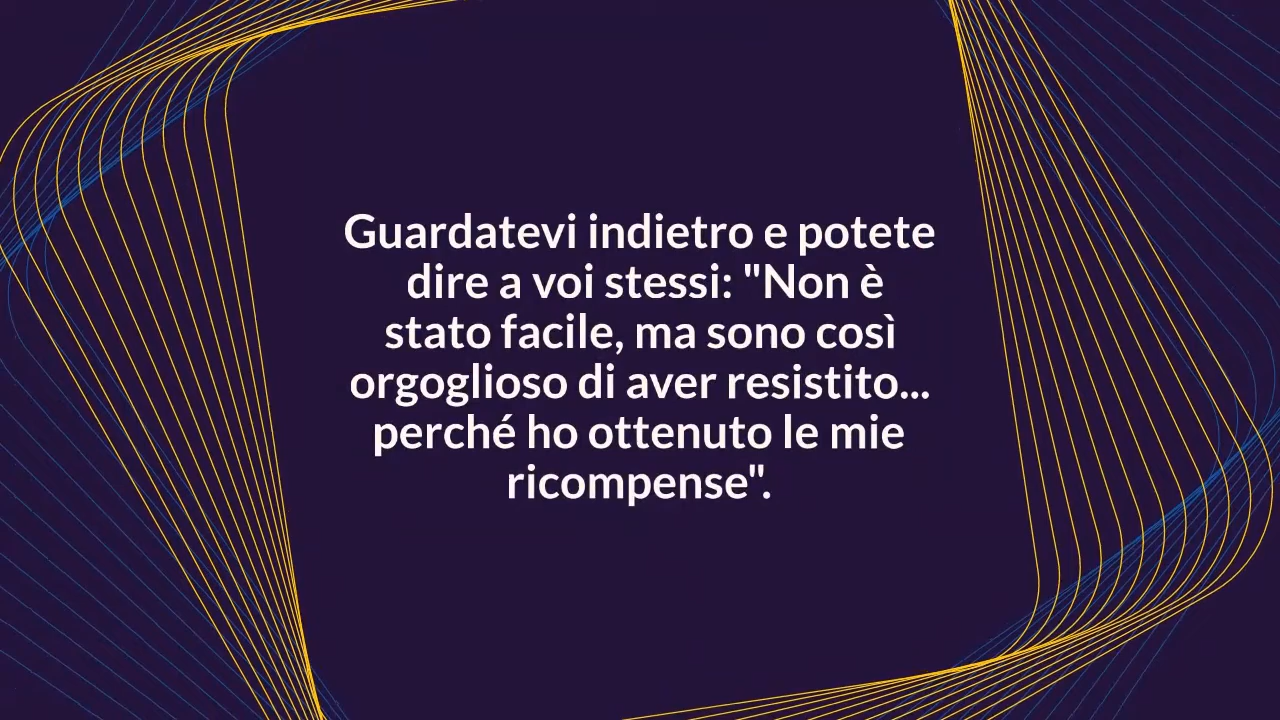 Guardatevi indietro e potete
dire a voi stessi: "Non è
stato facile, ma sono così
orgoglioso di aver resistito...
perché ho ottenuto le mie
ricompense".